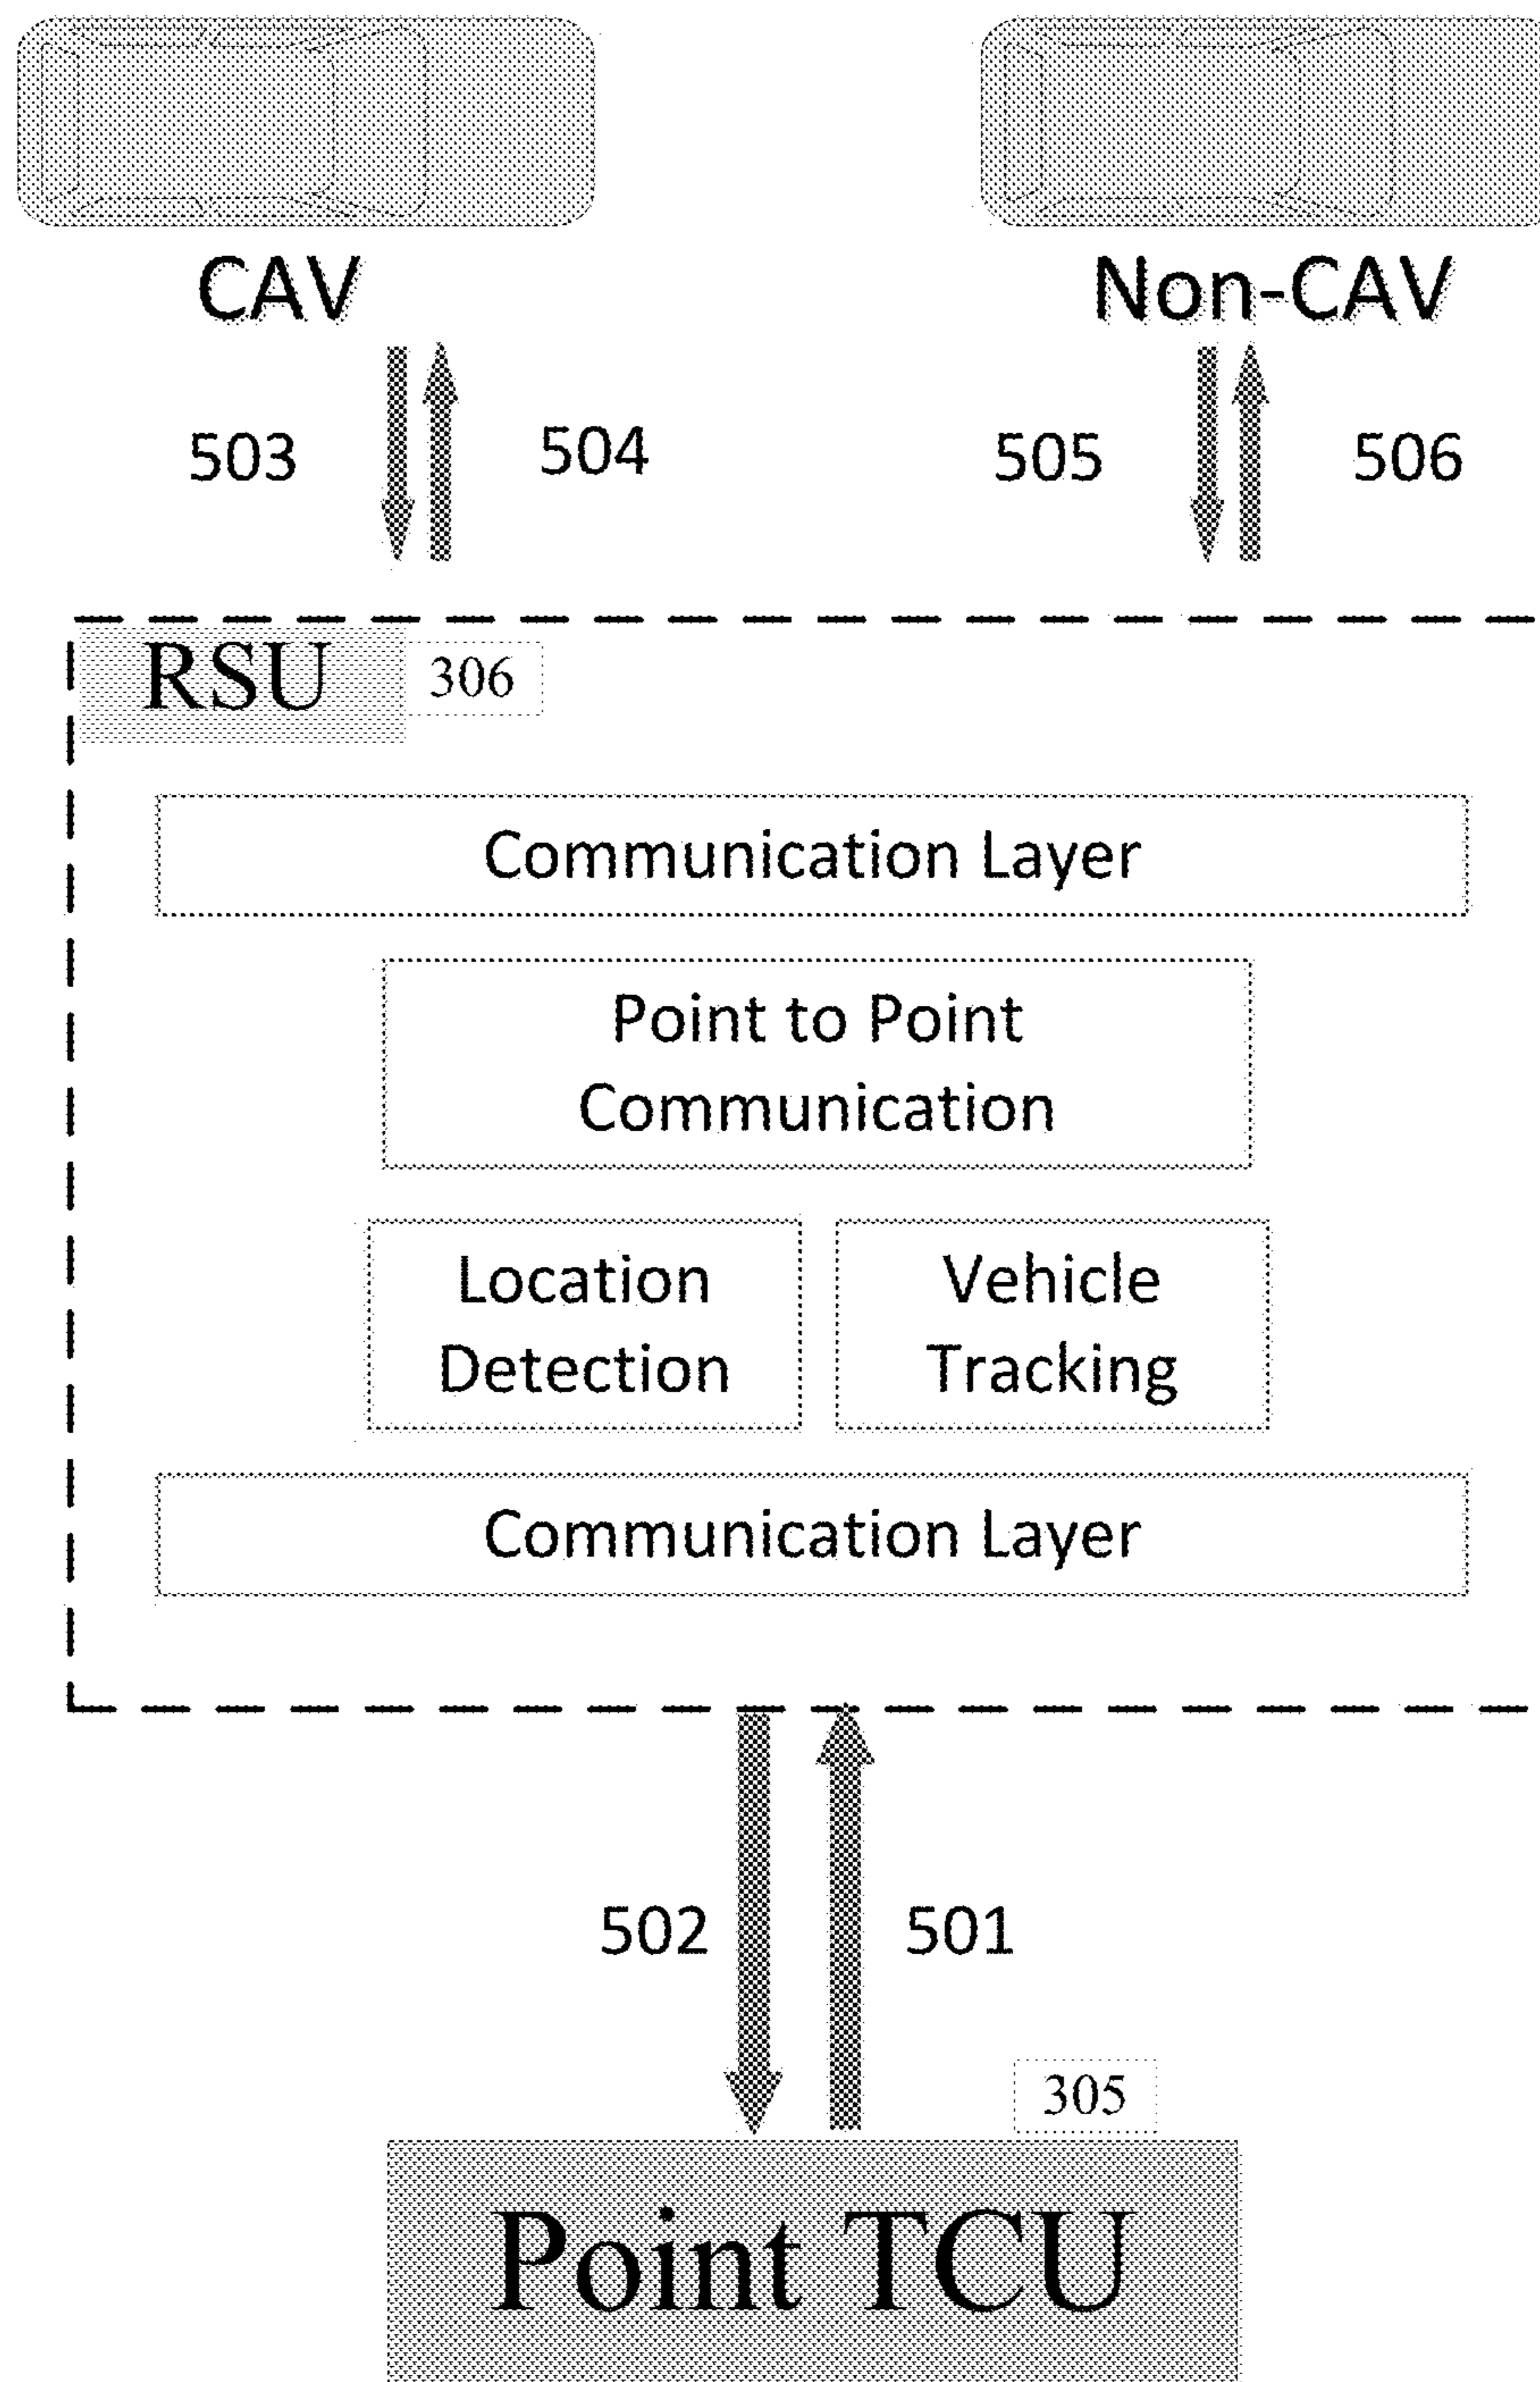 CAV
Non-CAV
503
504
505
506
RSU
306
Communication Layer
Point to Point
Communication
Location
Detection
Vehicle
Tracking
Communication Layer
502
501
305
Point TCU